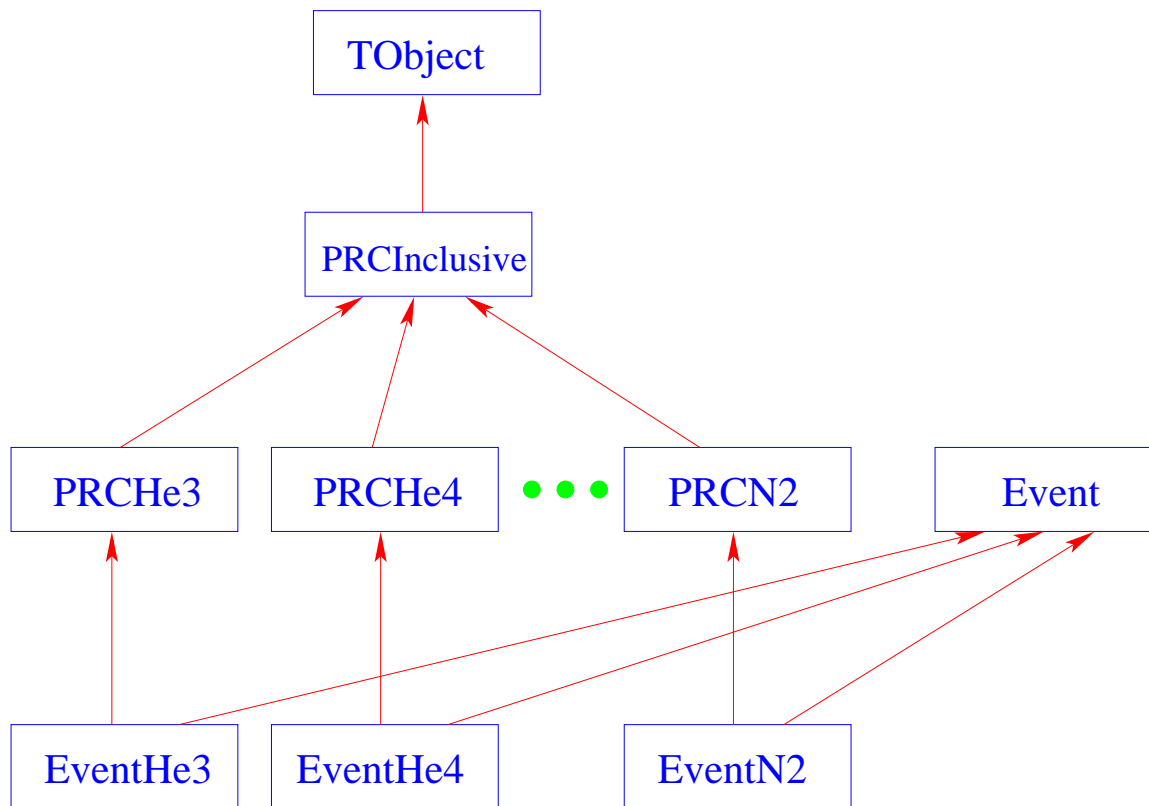 TObject
PRCInclusive
PRCHe3
PRCHe4
PRCN2
Event
EventHe3
EventHe4
EventN2